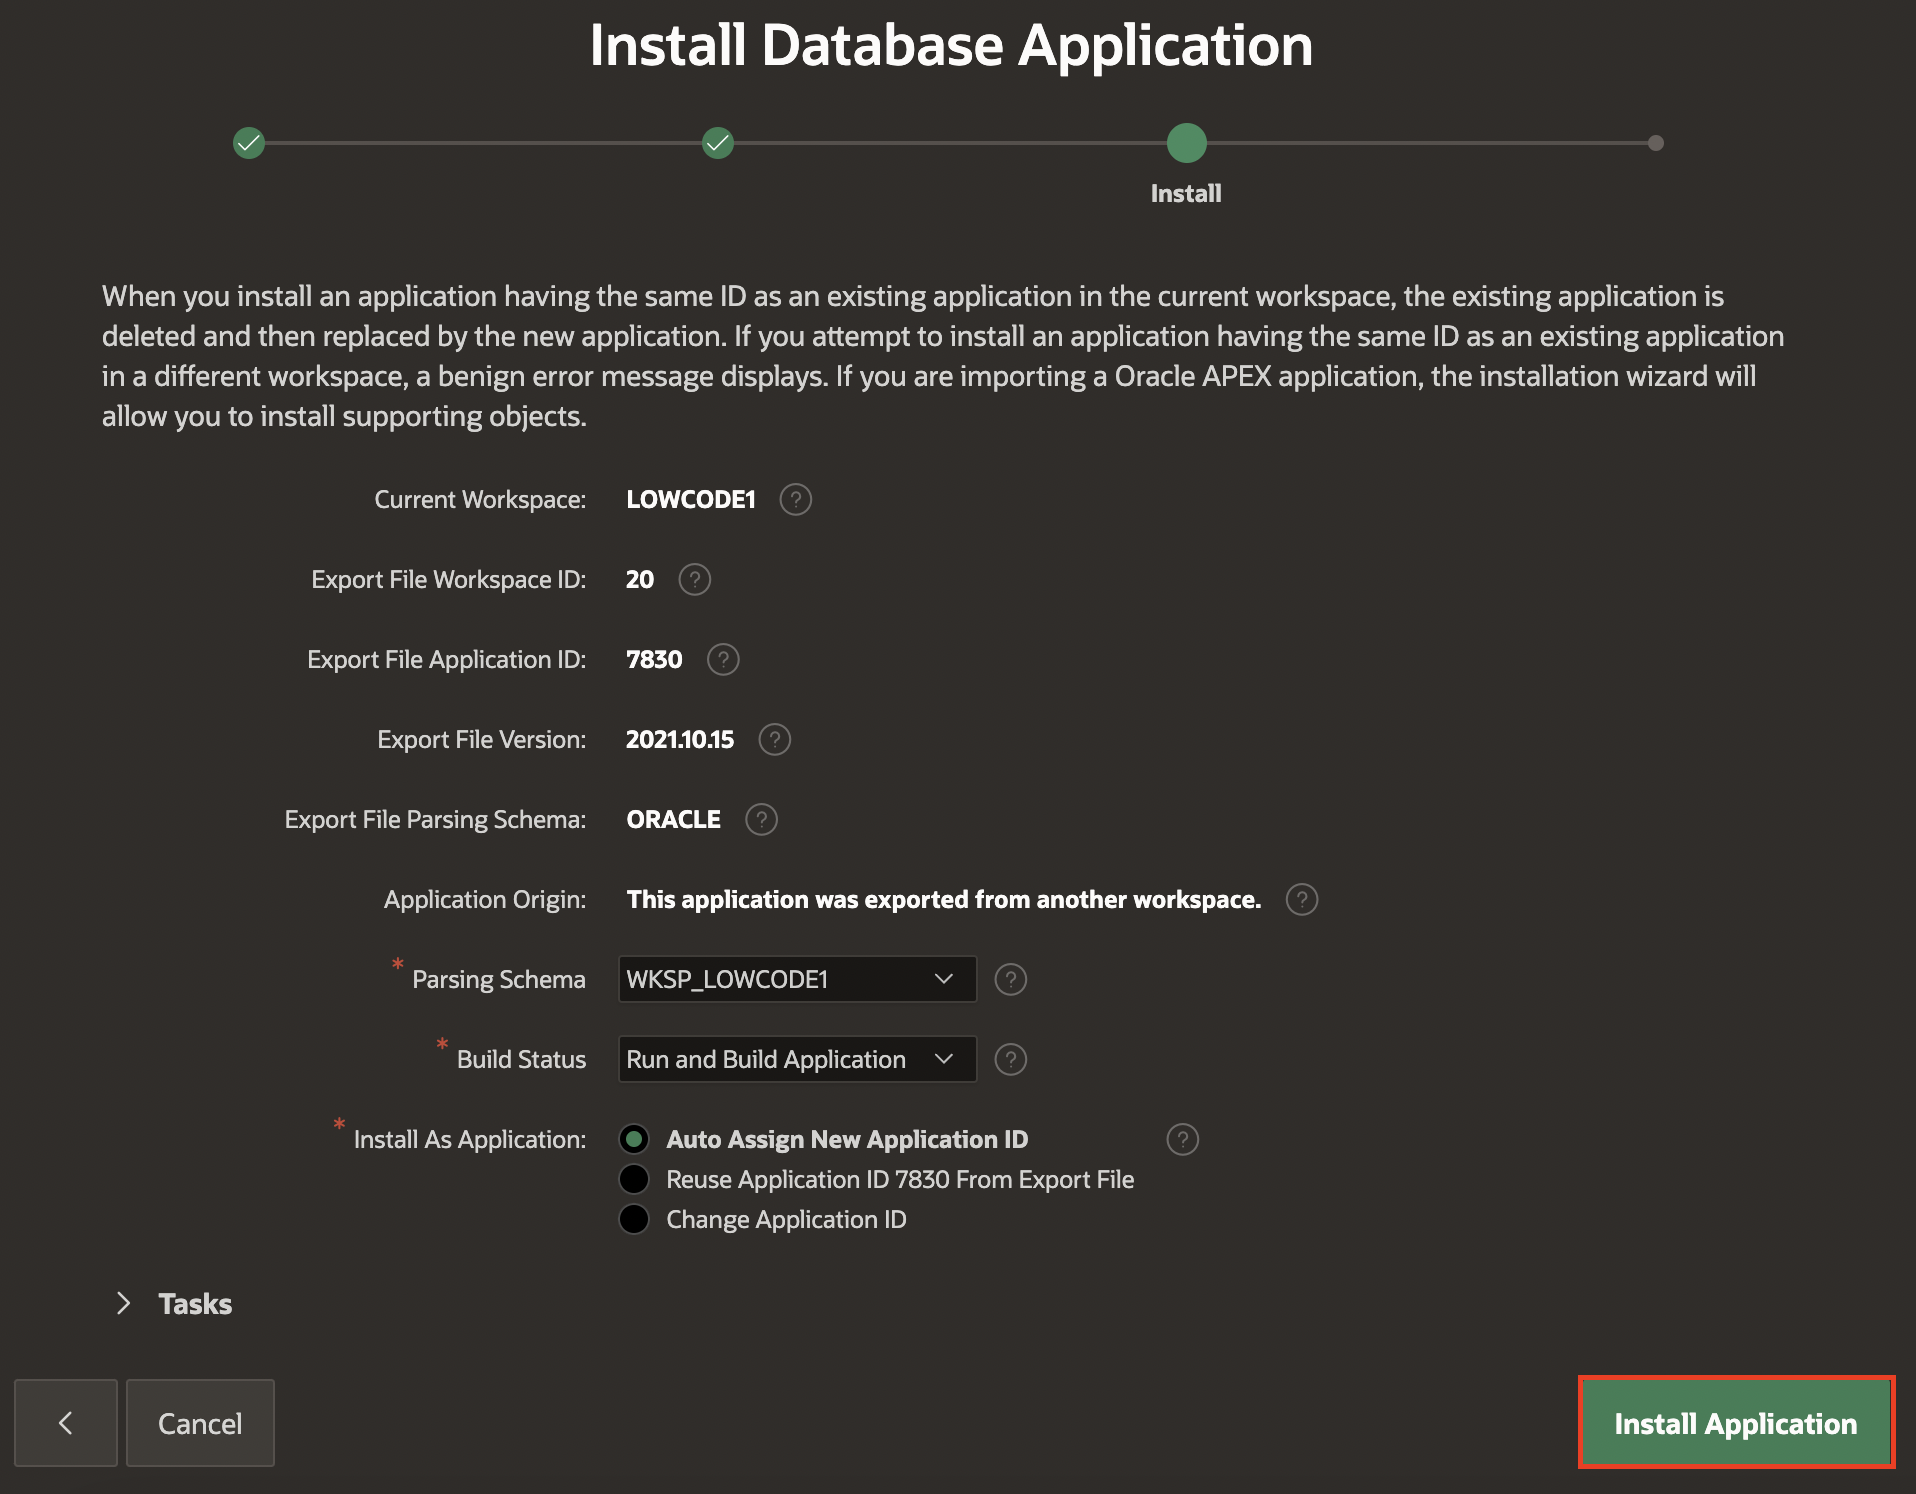 Install Database Application
Install
When you install an application having the same ID as an existing application in the current workspace, the existing application is
deleted and then replaced by the new application. If you attempt to install an application having the same ID as an existing application
in a different workspace, a benign error message displays. If you are importing a Oracle APEX application, the installation wizard will
allow you to install supporting objects.
Current Workspace: LOWCODE1 ?
Export File Workspace ID: 20 ?
Export File Application ID: 7830 ?
Export File Version: 2021.10.15 ?
Export File Parsing Schema: ORACLE ?
Application Origin: This application was exported from another workspace. ?
* Parsing Schema WKSP_LOWCODE1 ?
* Build Status Run and Build Application ?
* Install As Application: Auto Assign New Application ID ?
Reuse Application ID 7830 From Export File
Change Application ID
Tasks
Cancel Install Application